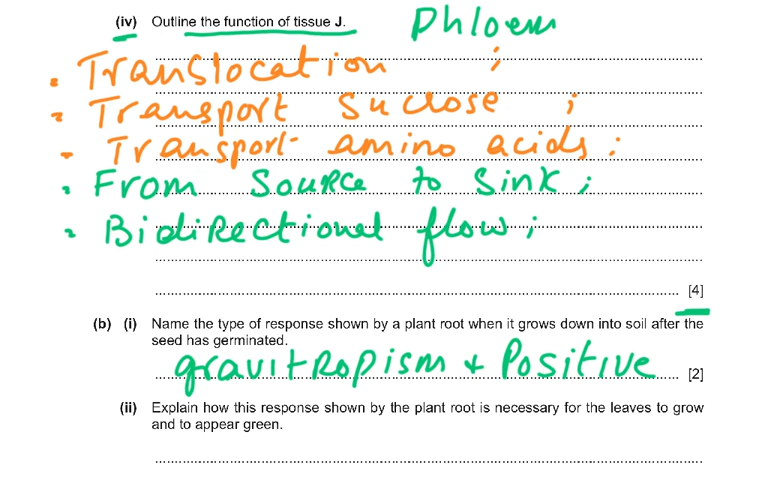 (iv) Outline the function of tissue J. Phloem
• Translocation ;
• Transport sucrose ;
- Transport amino acids ;
• From Source to Sink ;
• Bidirectional flow ;
[4]
(b) (i) Name the type of response shown by a plant root when it grows down into soil after the
seed has germinated.
gravitropism + Positive [2]
(ii) Explain how this response shown by the plant root is necessary for the leaves to grow
and to appear green.